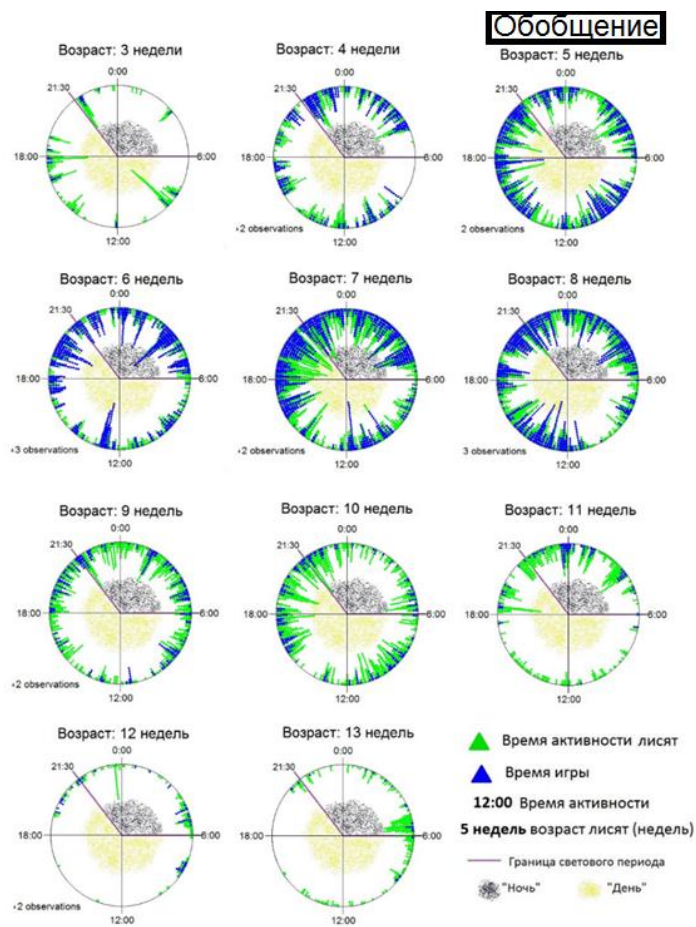 Обобщение
Возраст: 3 недели
0:00
21:30
18:00
6:00
12:00
Возраст: 4 недели
0:00
21:30
18:00
6:00
12:00
+2 observations
Возраст: 5 недель
0:00
21:30
18:00
6:00
12:00
2 observations
Возраст: 6 недель
0:00
21:30
18:00
6:00
12:00
+3 observations
Возраст: 7 недель
0:00
21:30
18:00
6:00
12:00
+2 observations
Возраст: 8 недель
0:00
21:30
18:00
6:00
12:00
3 observations
Возраст: 9 недель
0:00
21:30
18:00
6:00
12:00
+2 observations
Возраст: 10 недель
0:00
21:30
18:00
6:00
12:00
Возраст: 11 недель
0:00
21:30
18:00
6:00
12:00
Возраст: 12 недель
0:00
21:30
18:00
6:00
12:00
+2 observations
Возраст: 13 недель
0:00
21:30
18:00
6:00
12:00
Время активности лисят
Время игры
12:00 Время активности
5 недель возраст лисят (недель)
Граница светового периода
"Ночь" "День"